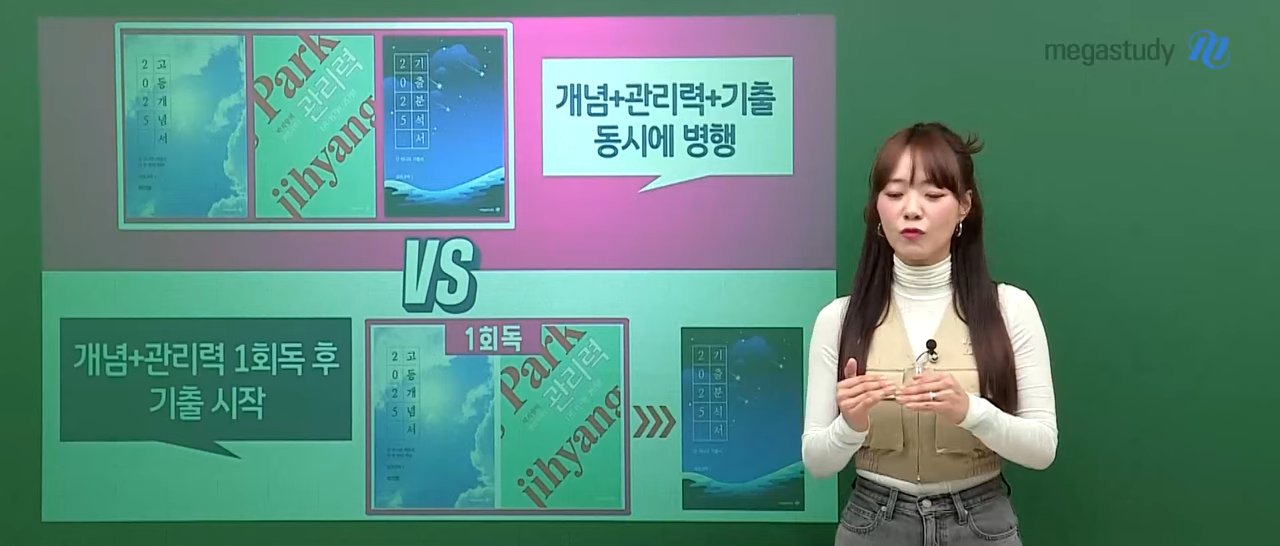 megastudy
2 고
0 등
2 개
5 념
서
Park
관리력
jihyang
2 기
0 출
2 분
5 석
서
개념+관리력+기출
동시에 병행
VS
개념+관리력 1회독 후
기출 시작
1회독
2 고
0 등
2 개
5 념
서
Park
관리력
jihyang
2 기
0 출
2 분
5 석
서